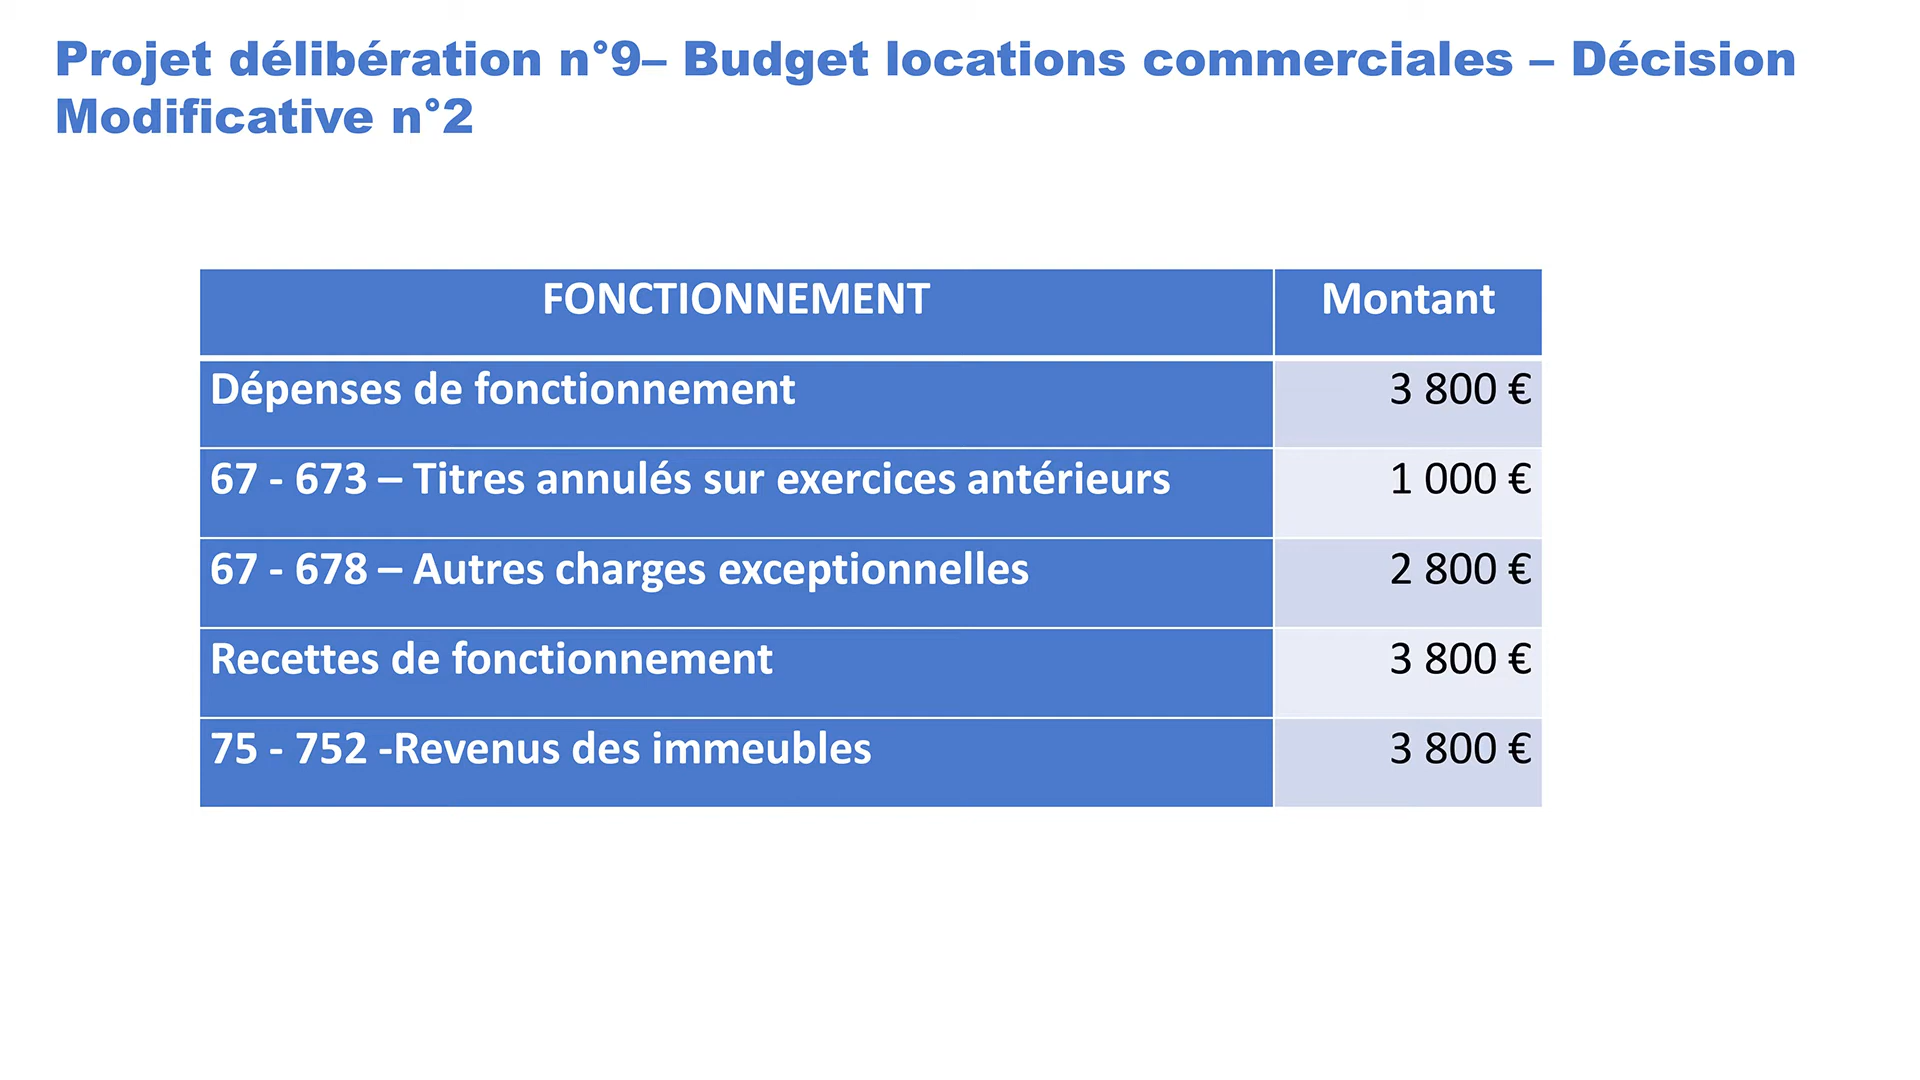 Projet délibération n°9– Budget locations commerciales – Décision
Modificative n°2
FONCTIONNEMENT Montant
Dépenses de fonctionnement 3 800 €
67 - 673 – Titres annulés sur exercices antérieurs 1 000 €
67 - 678 – Autres charges exceptionnelles 2 800 €
Recettes de fonctionnement 3 800 €
75 - 752 -Revenus des immeubles 3 800 €